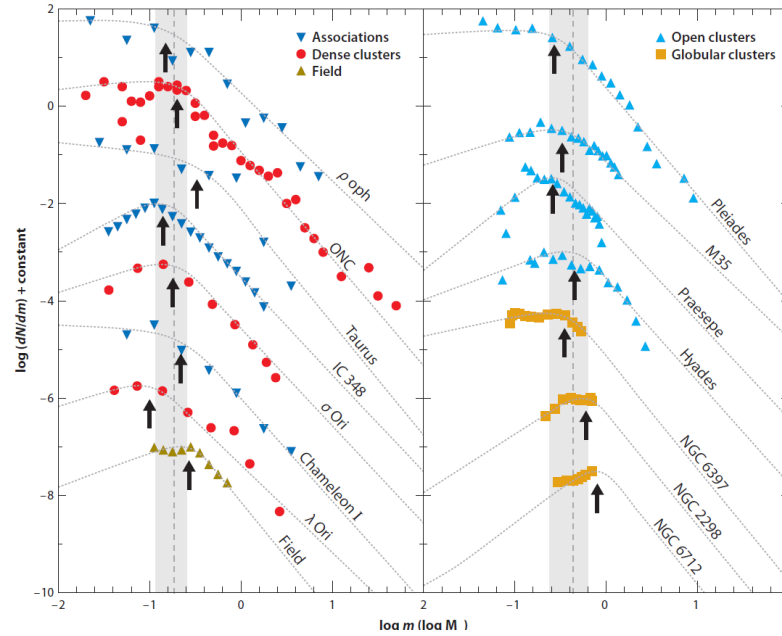 Associations
Dense clusters
Field
Open clusters
Globular clusters
2
0
−2
−4
−6
−8
−10
log (dN/dm) + constant
ρ oph
ONC
Taurus
IC 348
σ Ori
Chameleon I
λ Ori
Field
Pleiades
M35
Praesepe
Hyades
NGC 6397
NGC 2298
NGC 6712
−2 −1 0 1 2 −1 0 1
log m (log M